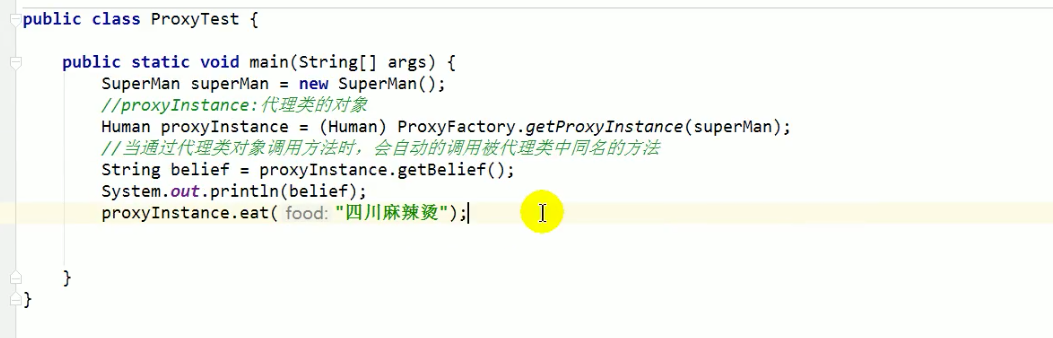 public class ProxyTest {
public static void main(String[] args) {
SuperMan superMan = new SuperMan();
//proxyInstance:代理类的对象
Human proxyInstance = (Human) ProxyFactory.getProxyInstance(superMan);
//当通过代理类对象调用方法时，会自动的调用被代理类中同名的方法
String belief = proxyInstance.getBelief();
System.out.println(belief);
proxyInstance.eat( food: "四川麻辣烫");
}
}